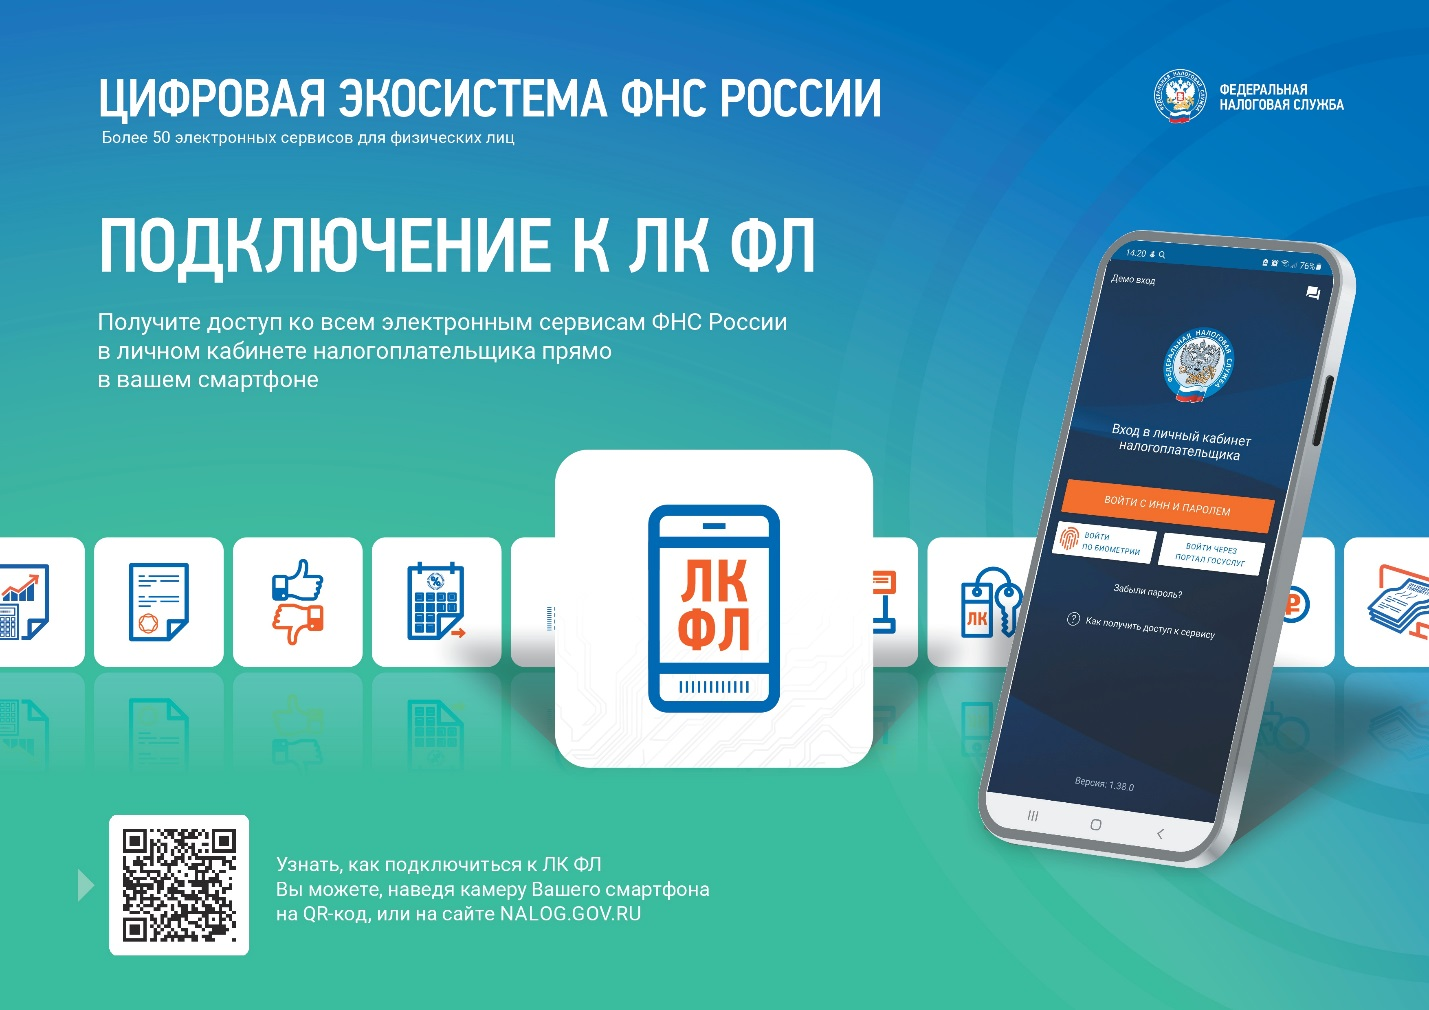 ЦИФРОВАЯ ЭКОСИСТЕМА ФНС РОССИИ
Более 50 электронных сервисов для физических лиц
ФЕДЕРАЛЬНАЯ
НАЛОГОВАЯ СЛУЖБА
ПОДКЛЮЧЕНИЕ К ЛК ФЛ
Получите доступ ко всем электронным сервисам ФНС России
в личном кабинете налогоплательщика прямо
в вашем смартфоне
14:20
76%
Демо вход
ФЕДЕРАЛЬНАЯ НАЛОГОВАЯ СЛУЖБА
Вход в личный кабинет
налогоплательщика
ВОЙТИ С ИНН И ПАРОЛЕМ
ВОЙТИ
ПО БИОМЕТРИИ
ВОЙТИ ЧЕРЕЗ
ПОРТАЛ ГОСУСЛУГ
Забыли пароль?
? Как получить доступ к сервису
Версия: 1.38.0
%
ЛК
ФЛ
ЛК
₽
Узнать, как подключиться к ЛК ФЛ
Вы можете, наведя камеру Вашего смартфона
на QR-код, или на сайте NALOG.GOV.RU